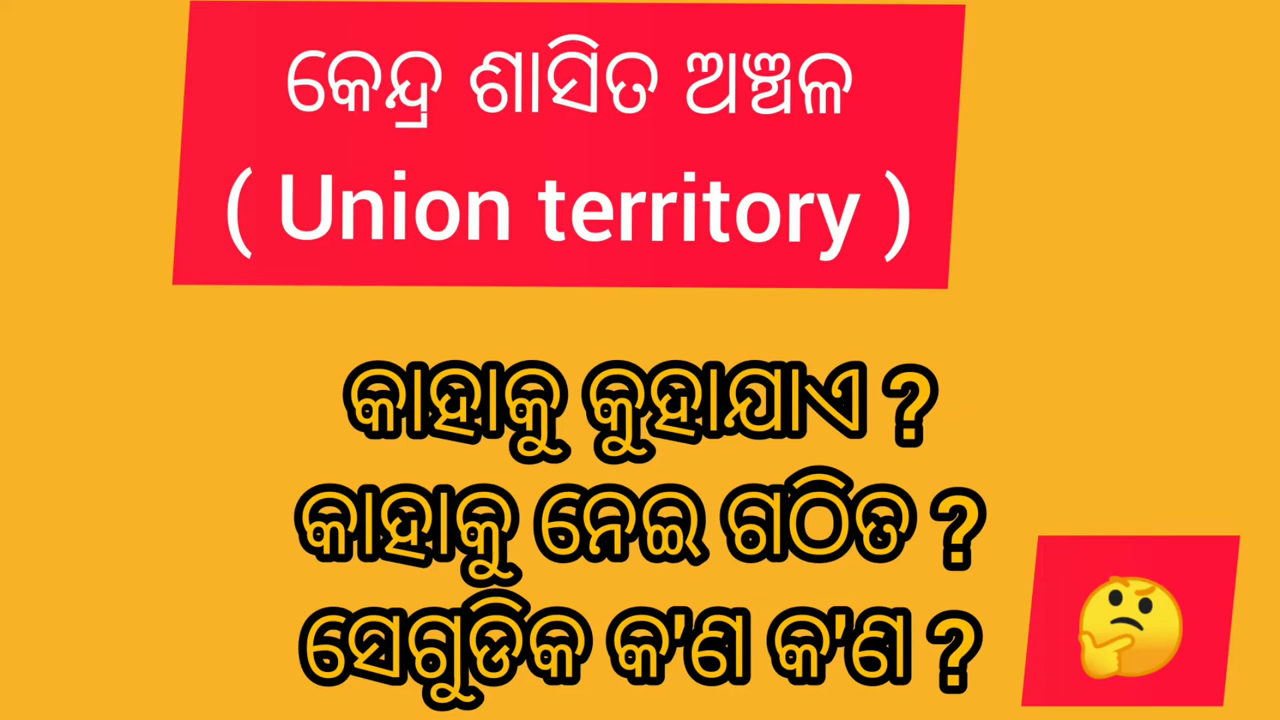 କେନ୍ଦ୍ର ଶାସିତ ଅଞ୍ଚଳ
( Union territory )
କାହାକୁ କୁହାଯାଏ ?
କାହାକୁ ନେଇ ଗଠିତ ?
ସେଗୁଡିକ କ'ଣ କ'ଣ ?